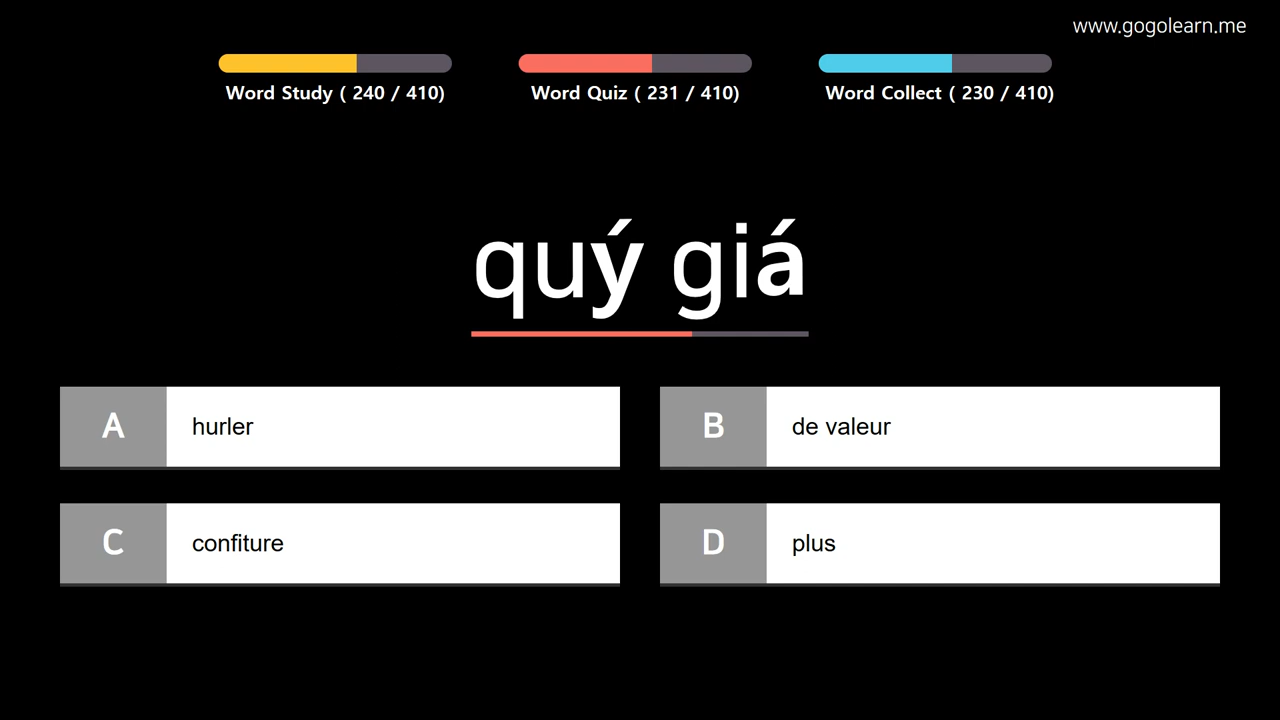 www.gogolearn.me
Word Study ( 240 / 410)
Word Quiz ( 231 / 410)
Word Collect ( 230 / 410)
quý giá
A hurler
B de valeur
C confiture
D plus